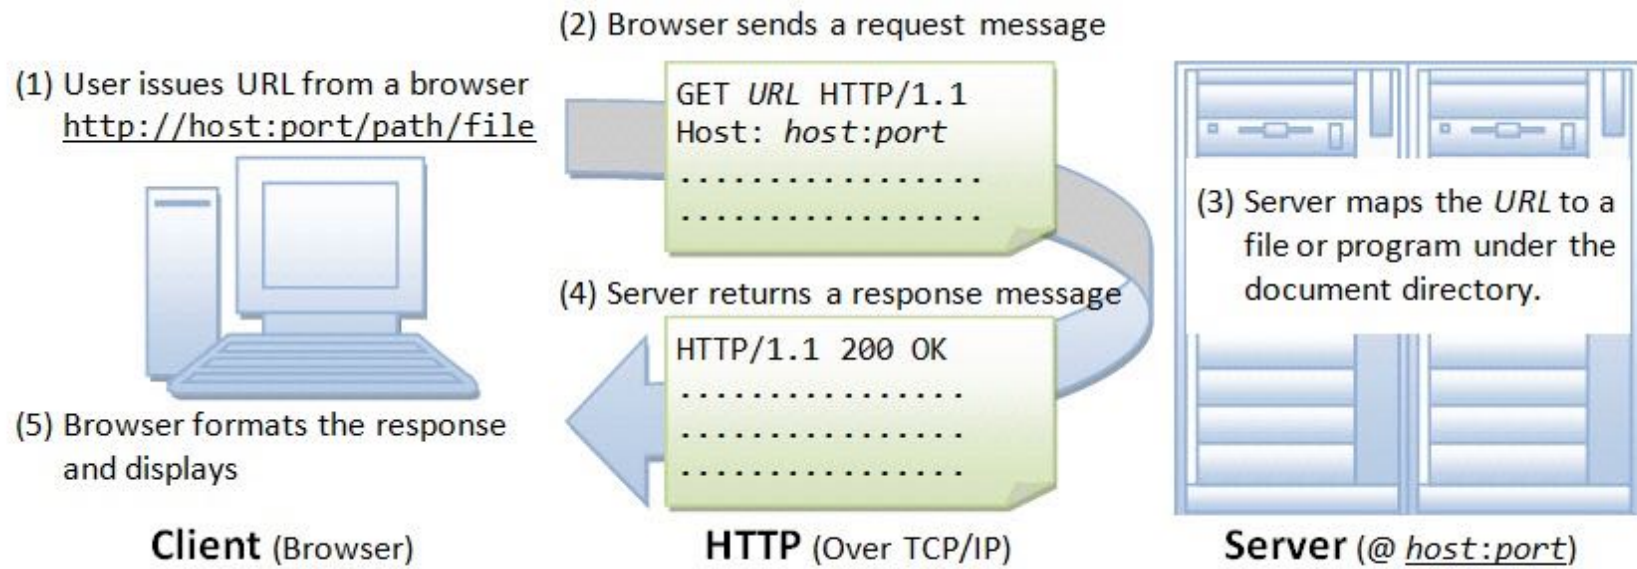 (2) Browser sends a request message
(1) User issues URL from a browser
http://host:port/path/file
GET URL HTTP/1.1
Host: host:port
..................
..................
(3) Server maps the URL to a
file or program under the
document directory.
(4) Server returns a response message
HTTP/1.1 200 OK
.................
.................
.................
(5) Browser formats the response
and displays
Client (Browser)
HTTP (Over TCP/IP)
Server (@ host:port)